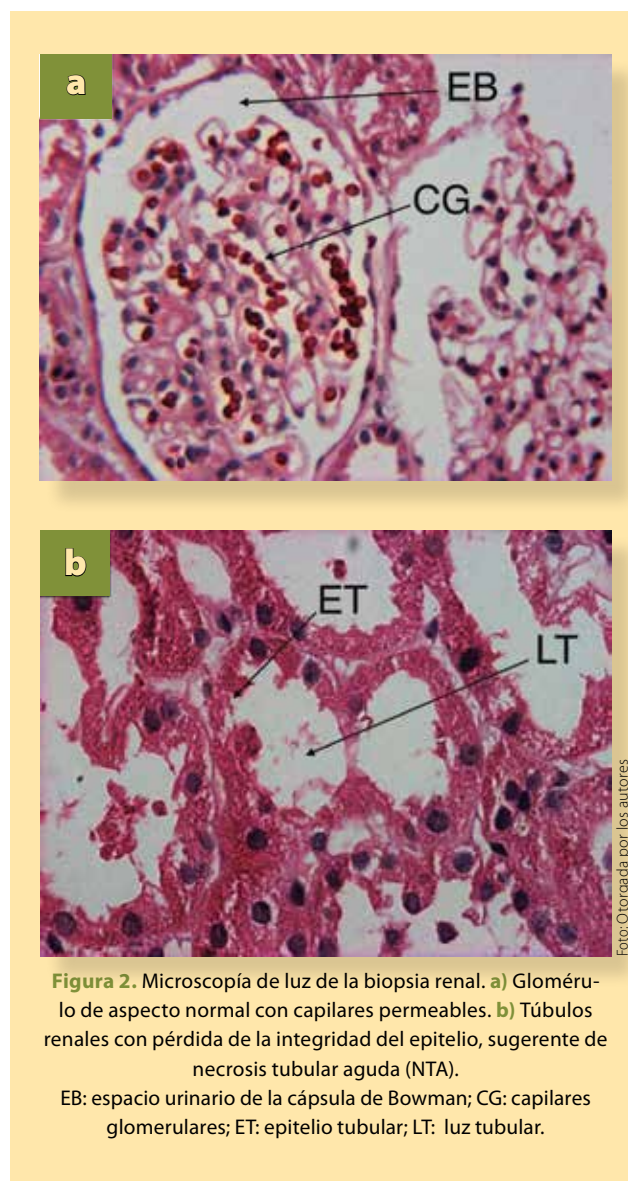 a
EB
CG
b
ET
LT
Foto: Otorgada por los autores
Figura 2. Microscopía de luz de la biopsia renal. a) Gloméru-
lo de aspecto normal con capilares permeables. b) Túbulos
renales con pérdida de la integridad del epitelio, sugerente de
necrosis tubular aguda (NTA).
EB: espacio urinario de la cápsula de Bowman; CG: capilares
glomerulares; ET: epitelio tubular; LT: luz tubular.